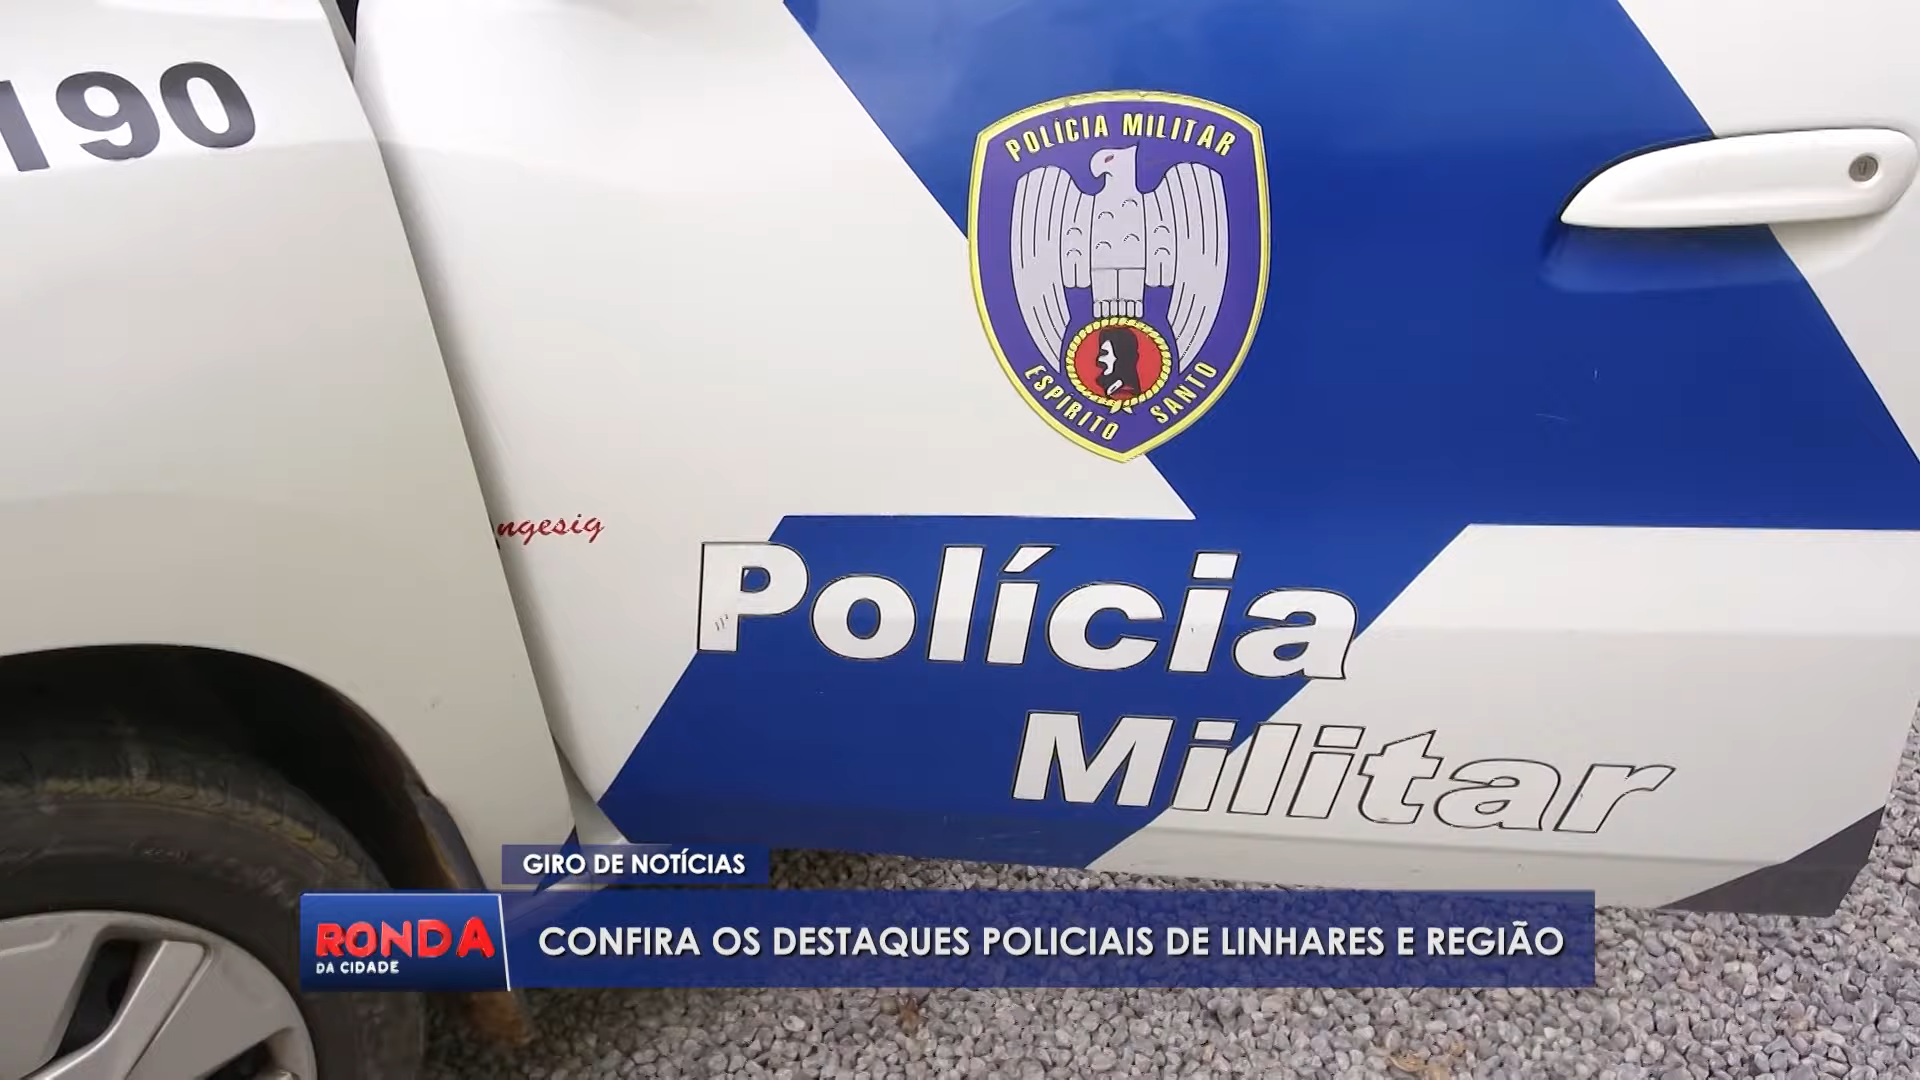 190
POLÍCIA MILITAR
ESPIRITO SANTO
ngesig
Polícia
Militar
GIRO DE NOTÍCIAS
RONDA
DA CIDADE
CONFIRA OS DESTAQUES POLICIAIS DE LINHARES E REGIÃO